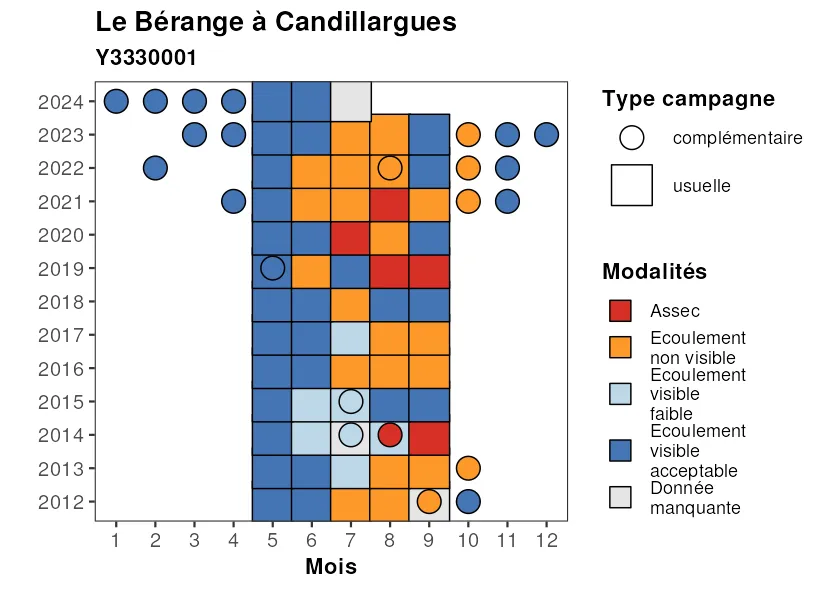 Le Bérange à Candillargues
Y3330001
2024
2023
2022
2021
2020
2019
2018
2017
2016
2015
2014
2013
2012
1 2 3 4 5 6 7 8 9 10 11 12
Mois
Type campagne
complémentaire
usuelle
Modalités
Assec
Ecoulement
non visible
Ecoulement
visible
faible
Ecoulement
visible
acceptable
Donnée
manquante